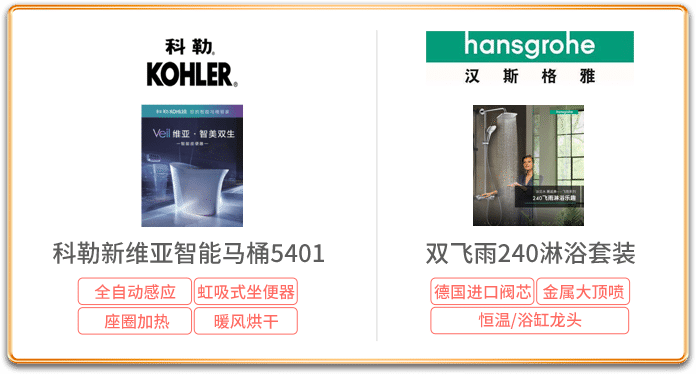 科勒®
KOHLER®
Veil 维亚·智美双生
科勒新维亚智能马桶5401
全自动感应
虹吸式坐便器
座圈加热
暖风烘干
hansgrohe
汉斯格雅
hansgrohe
240飞雨淋浴乐趣
双飞雨240淋浴套装
德国进口阀芯
金属大顶喷
恒温/浴缸龙头